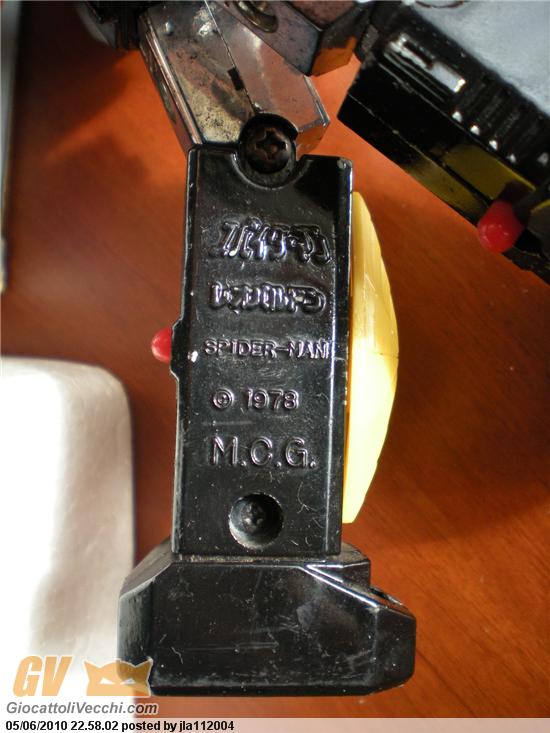 SPIDER-MAN
© 1978
M.C.G.
GV
GiocattoliVecchi.com
05/06/2010 22.58.02 posted by jla112004